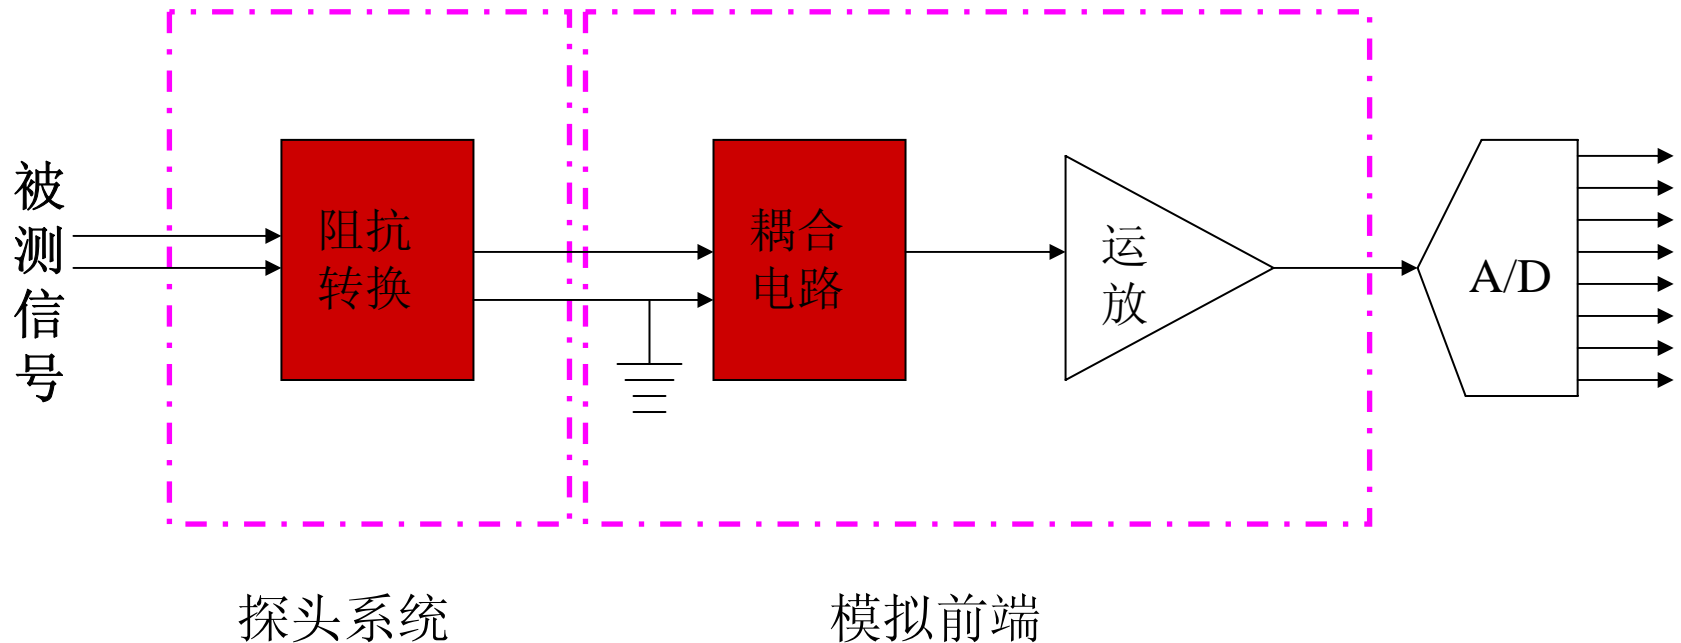 被
测
信
号
阻抗
转换
耦合
电路
运
放
A/D
探头系统
模拟前端